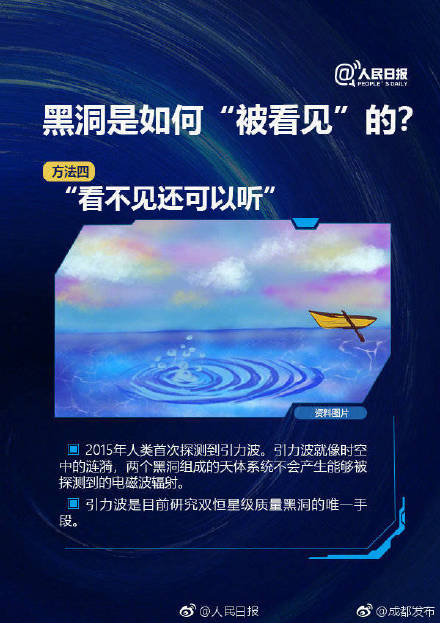 @人民日报
PEOPLE'S DAILY
黑洞是如何“被看见”的?
方法四
“看不见还可以听”
资料图片
2015年人类首次探测到引力波。引力波就像时空
中的涟漪，两个黑洞组成的天体系统不会产生能够被
探测到的电磁波辐射。
引力波是目前研究双恒星级质量黑洞的唯一手
段。
@人民日报
@成都发布